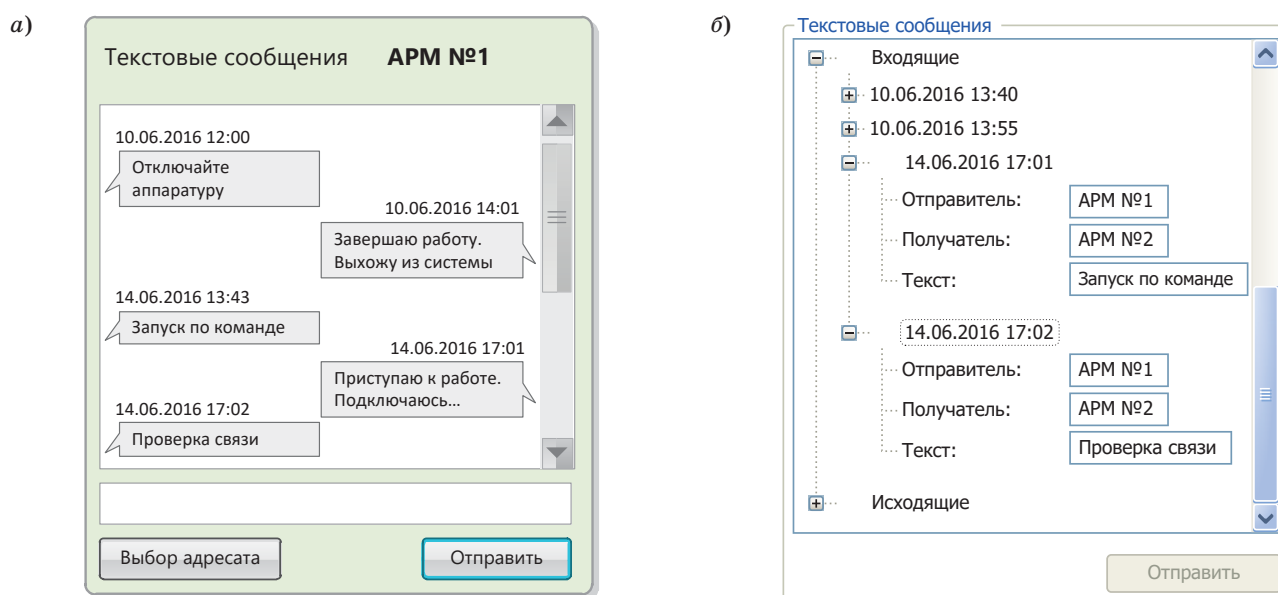 а)
Текстовые сообщения АРМ №1
10.06.2016 12:00
Отключайте
аппаратуру
10.06.2016 14:01
Завершаю работу.
Выхожу из системы
14.06.2016 13:43
Запуск по команде
14.06.2016 17:01
Приступаю к работе.
Подключаюсь...
14.06.2016 17:02
Проверка связи
Выбор адресата
Отправить
б)
Текстовые сообщения
Входящие
10.06.2016 13:40
10.06.2016 13:55
14.06.2016 17:01
Отправитель: АРМ №1
Получатель: АРМ №2
Текст: Запуск по команде
14.06.2016 17:02
Отправитель: АРМ №1
Получатель: АРМ №2
Текст: Проверка связи
Исходящие
Отправить